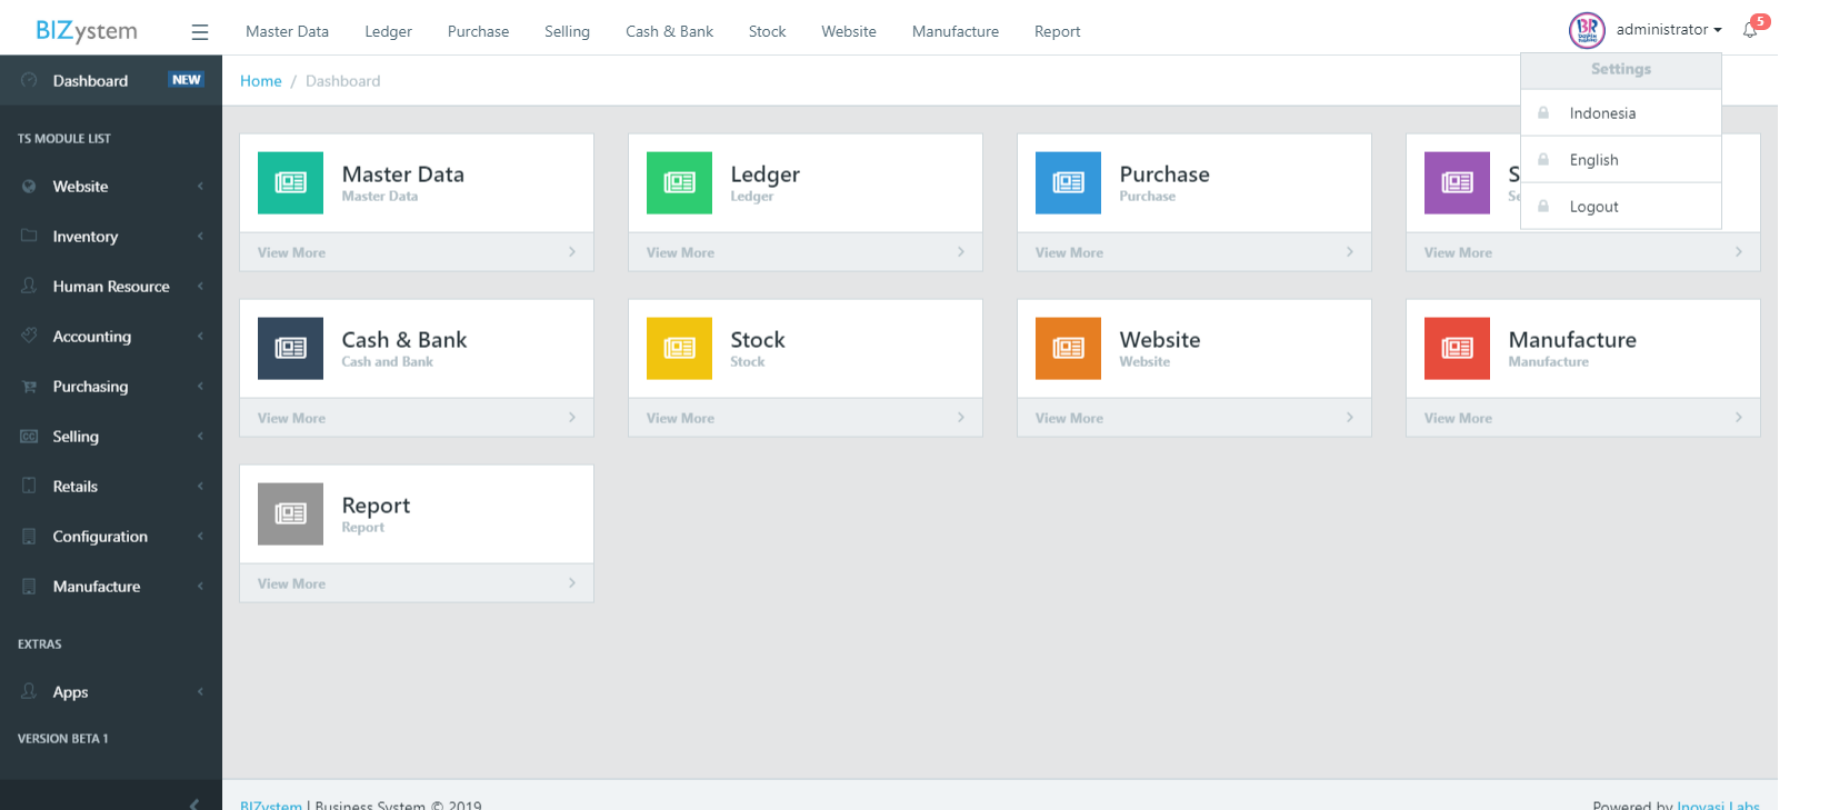 BIZystem
Master Data Ledger Purchase Selling Cash & Bank Stock Website Manufacture Report
administrator
5
Dashboard NEW
Home / Dashboard
Settings
Indonesia
English
Logout
TS MODULE LIST
Website
Inventory
Human Resource
Accounting
Purchasing
CC Selling
Retails
Configuration
Manufacture
EXTRAS
Apps
VERSION BETA 1
Master Data
Master Data
View More
Ledger
Ledger
View More
Purchase
Purchase
View More
S
Se
View More
Cash & Bank
Cash and Bank
View More
Stock
Stock
View More
Website
Website
View More
Manufacture
Manufacture
View More
Report
Report
View More
BIZystem | Business System © 2019
Powered by Inovasi Labs